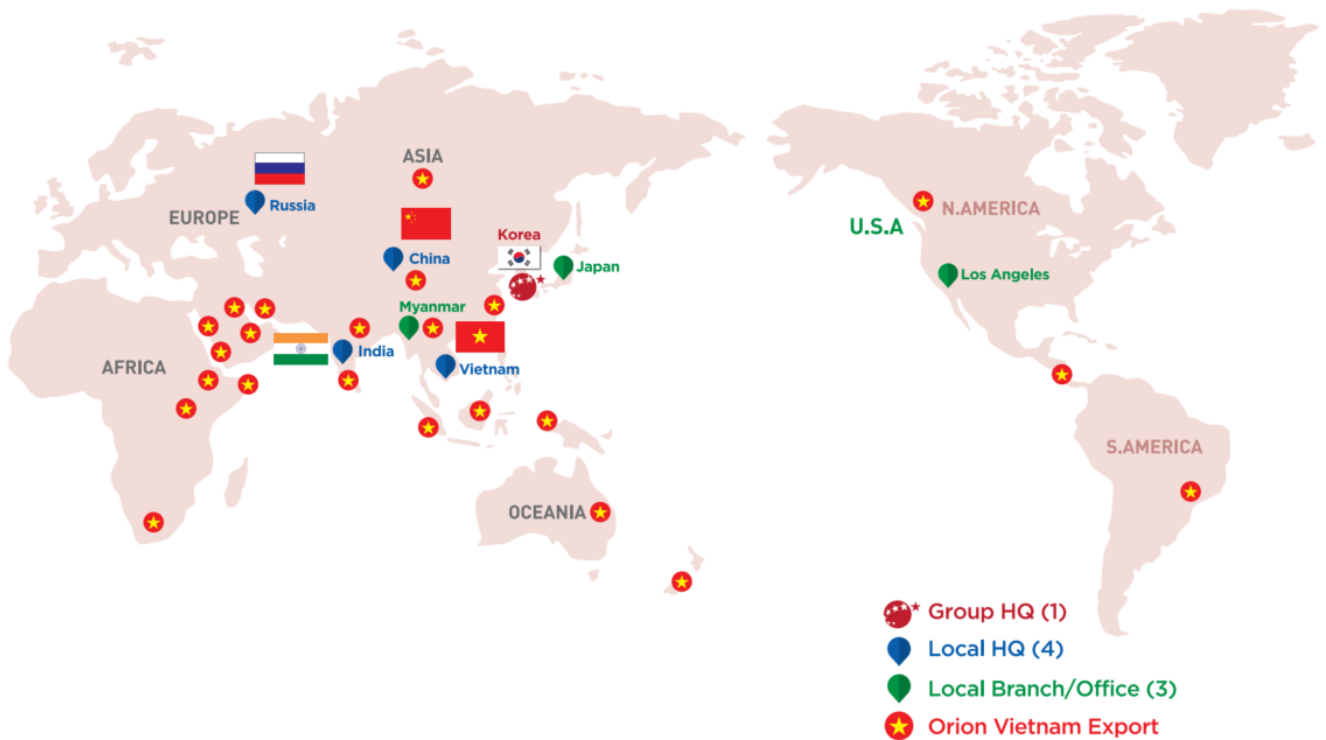 ASIA
Russia
EUROPE
Korea
China
Japan
Myanmar
India
Vietnam
AFRICA
OCEANIA
N.AMERICA
U.S.A
Los Angeles
S.AMERICA
Group HQ (1)
Local HQ (4)
Local Branch/Office (3)
Orion Vietnam Export